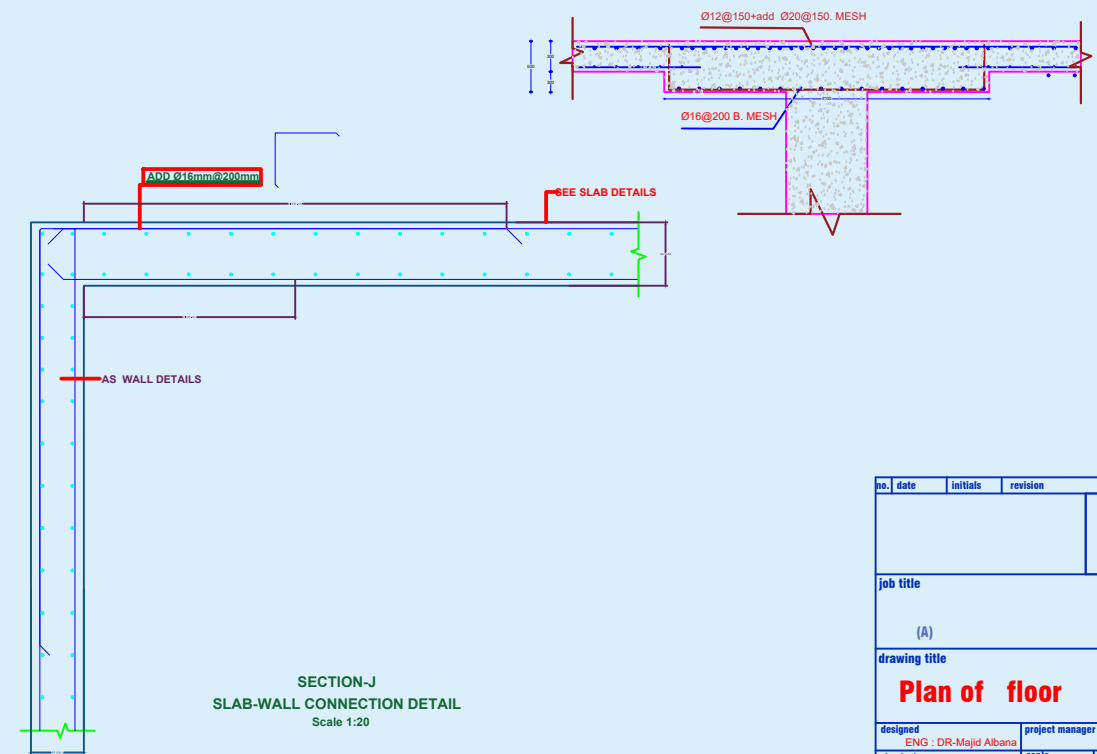 Ø12@150+add Ø20@150. MESH
Ø16@200 B. MESH
ADD Ø16mm@200mm
SEE SLAB DETAILS
AS WALL DETAILS
SECTION-J
SLAB-WALL CONNECTION DETAIL
Scale 1:20
no. date initials revision
job title
(A)
drawing title
Plan of floor
designed project manager
ENG : DR-Majid Albana